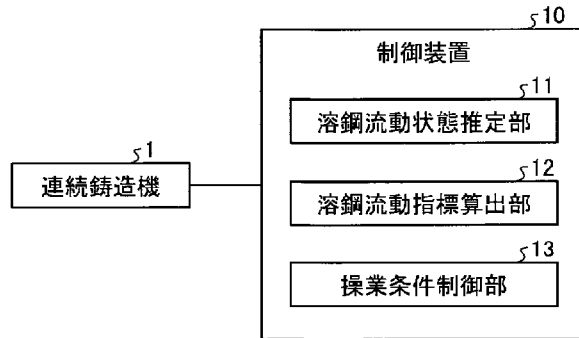 10
制御装置
11
溶鋼流動状態推定部
1
連続鋳造機
12
溶鋼流動指標算出部
13
操業条件制御部